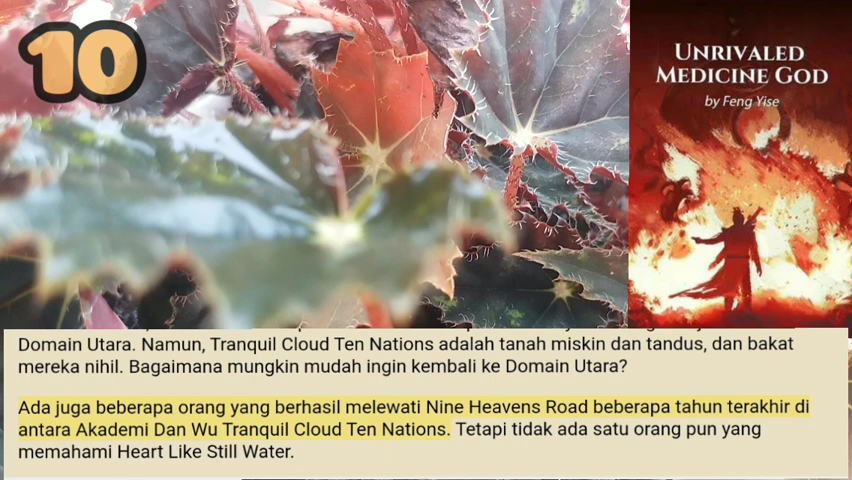 10
UNRIVALED
MEDICINE GOD
by Feng Yise
Domain Utara. Namun, Tranquil Cloud Ten Nations adalah tanah miskin dan tandus, dan bakat
mereka nihil. Bagaimana mungkin mudah ingin kembali ke Domain Utara?
Ada juga beberapa orang yang berhasil melewati Nine Heavens Road beberapa tahun terakhir di
antara Akademi Dan Wu Tranquil Cloud Ten Nations. Tetapi tidak ada satu orang pun yang
memahami Heart Like Still Water.